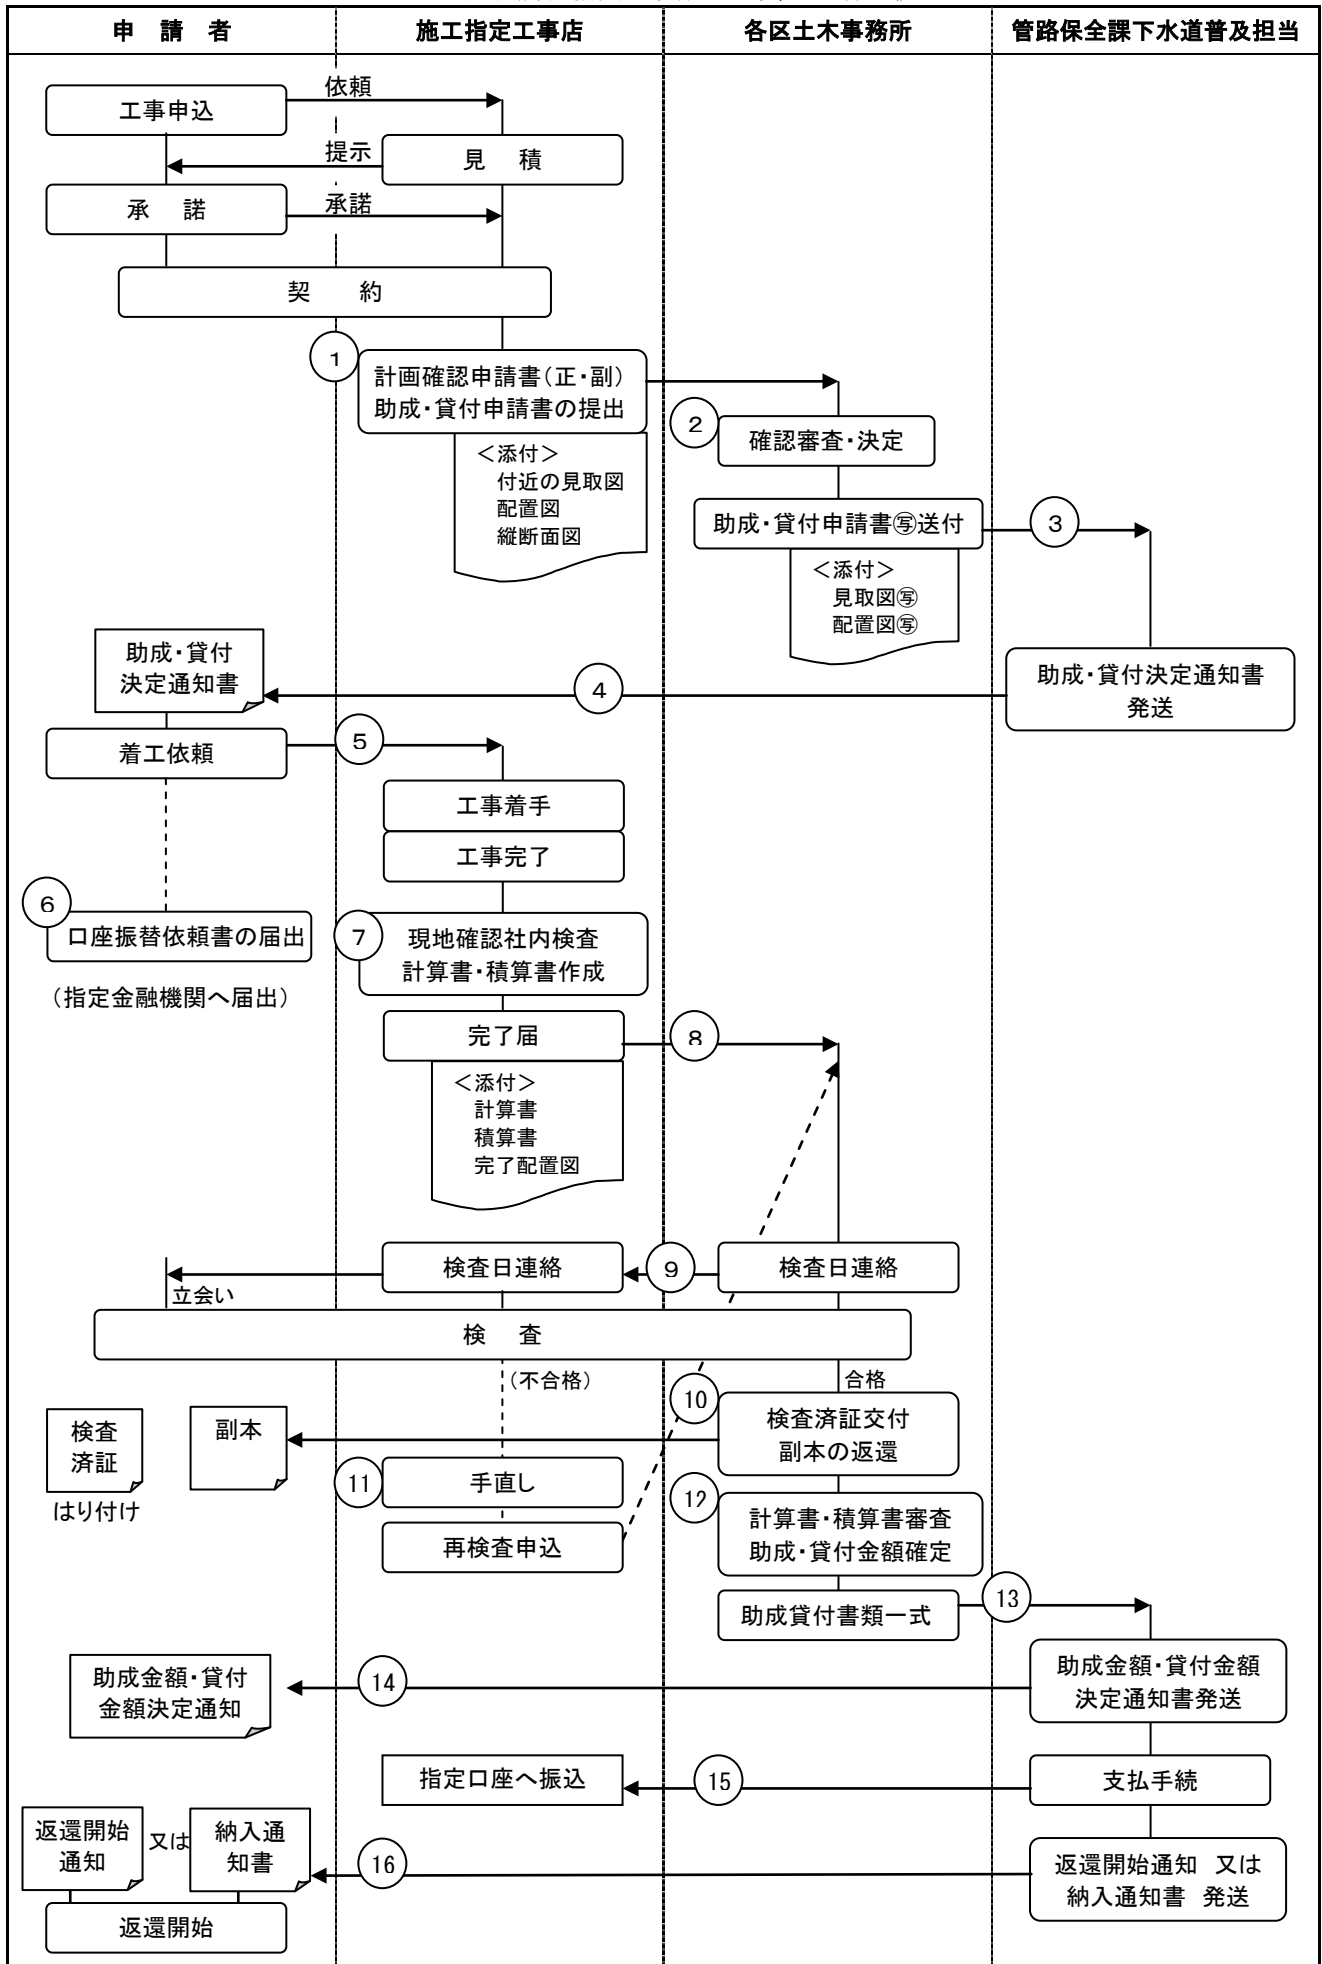 申　請　者
施工指定工事店
各区土木事務所
管路保全課下水道普及担当
工事申込
依頼
見　積
提示
承　諾
承諾
契　　約
1
計画確認申請書(正・副)
助成・貸付申請書の提出
<添付>
付近の見取図
配置図
縦断面図
2
確認審査・決定
助成・貸付申請書㊢送付
3
<添付>
見取図㊢
配置図㊢
助成・貸付決定通知書
発送
4
助成・貸付
決定通知書
着工依頼
5
工事着手
工事完了
6
口座振替依頼書の届出
(指定金融機関へ届出)
7
現地確認社内検査
計算書・積算書作成
完了届
8
<添付>
計算書
積算書
完了配置図
検査日連絡
9
検査日連絡
立会い
検　査
(不合格)
合格
10
検査済証交付
副本の返還
副本
検査
済証
はり付け
11
手直し
再検査申込
12
計算書・積算書審査
助成・貸付金額確定
助成貸付書類一式
13
助成金額・貸付金額
決定通知書発送
14
助成金額・貸付
金額決定通知
支払手続
15
指定口座へ振込
返還開始通知　又は
納入通知書　発送
16
返還開始
通知
又は
納入通
知書
返還開始